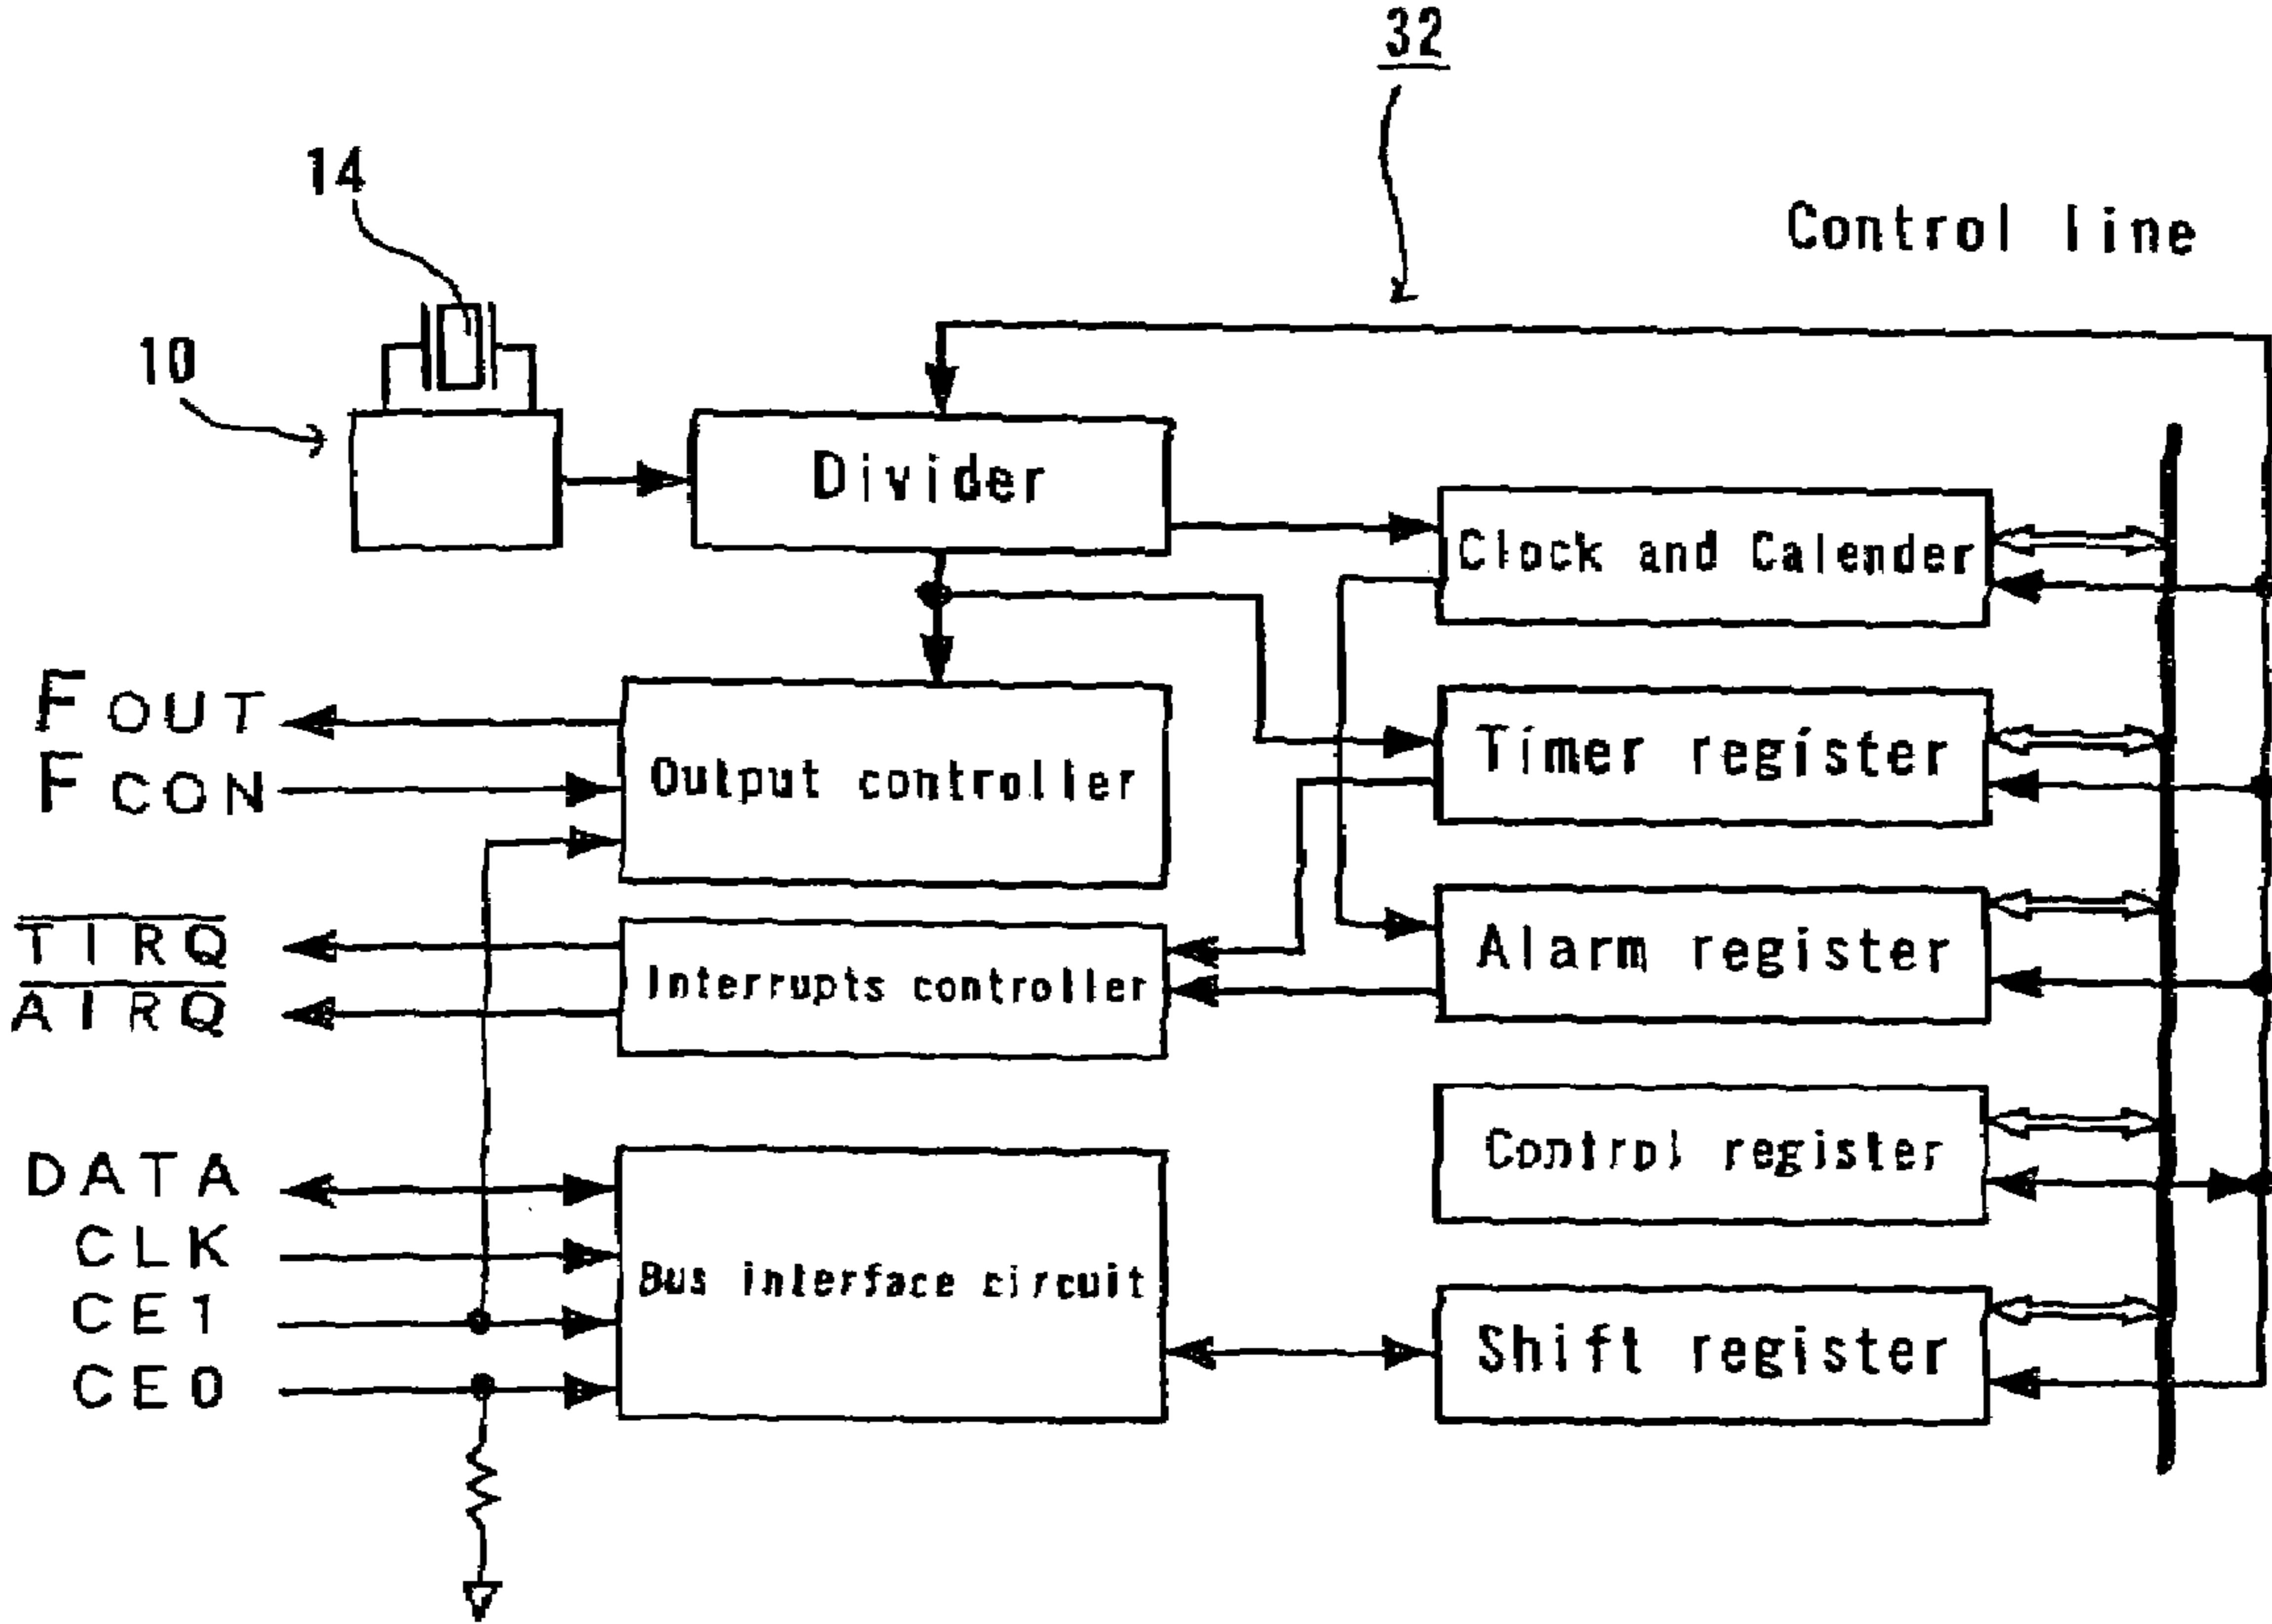 32
14
Control line
10
Divider
Clock and Calender
FOUT
FCON
Output controller
Timer register
TIRQ
AIRQ
Interrupts controller
Alarm register
Control register
DATA
CLK
CE1
CE0
Bus interface circuit
Shift register